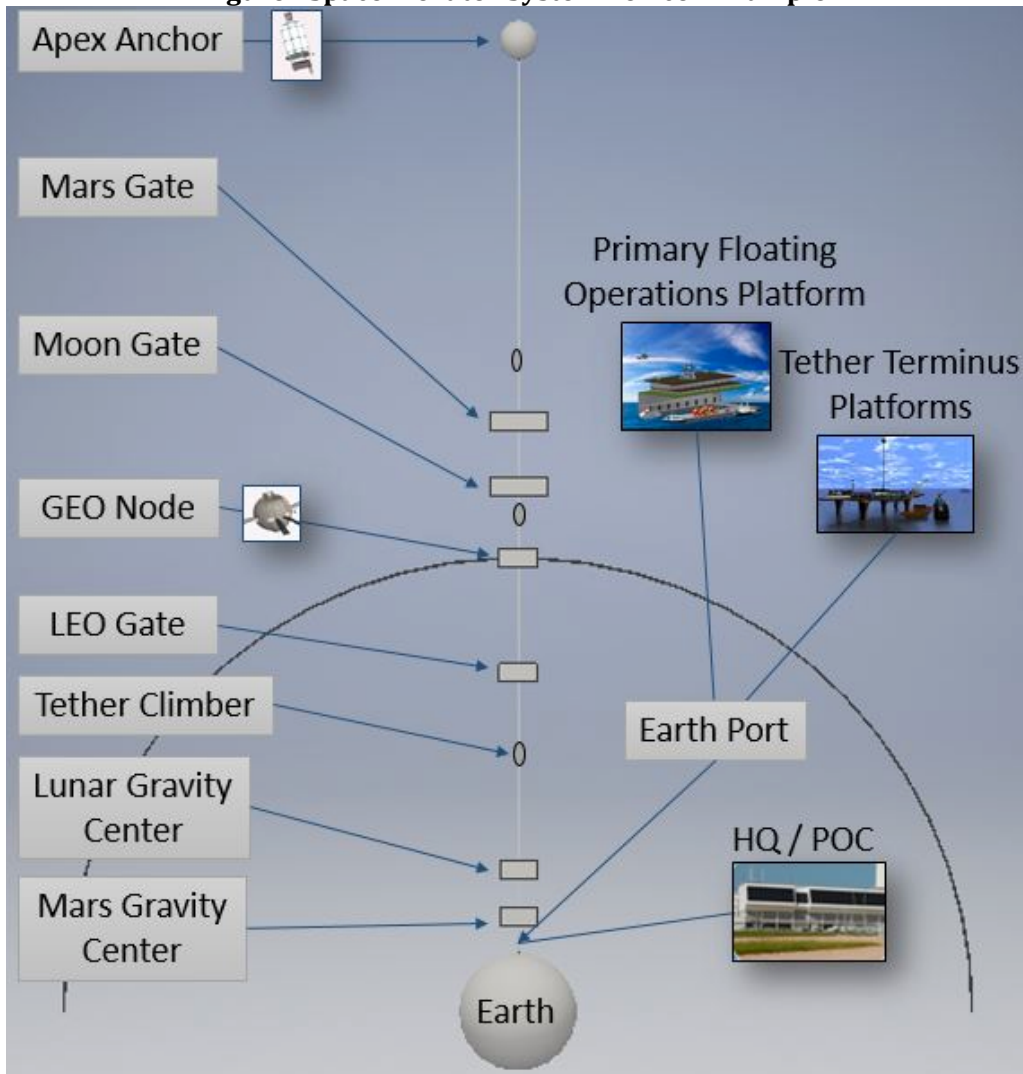 Apex Anchor
Mars Gate
Primary Floating
Operations Platform
Moon Gate
Tether Terminus
Platforms
GEO Node
LEO Gate
Tether Climber
Earth Port
Lunar Gravity
Center
HQ / POC
Mars Gravity
Center
Earth